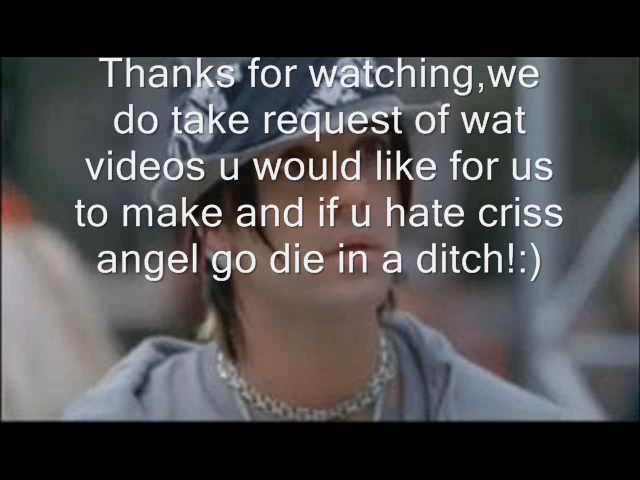 Thanks for watching,we
do take request of wat
videos u would like for us
to make and if u hate criss
angel go die in a ditch!:)